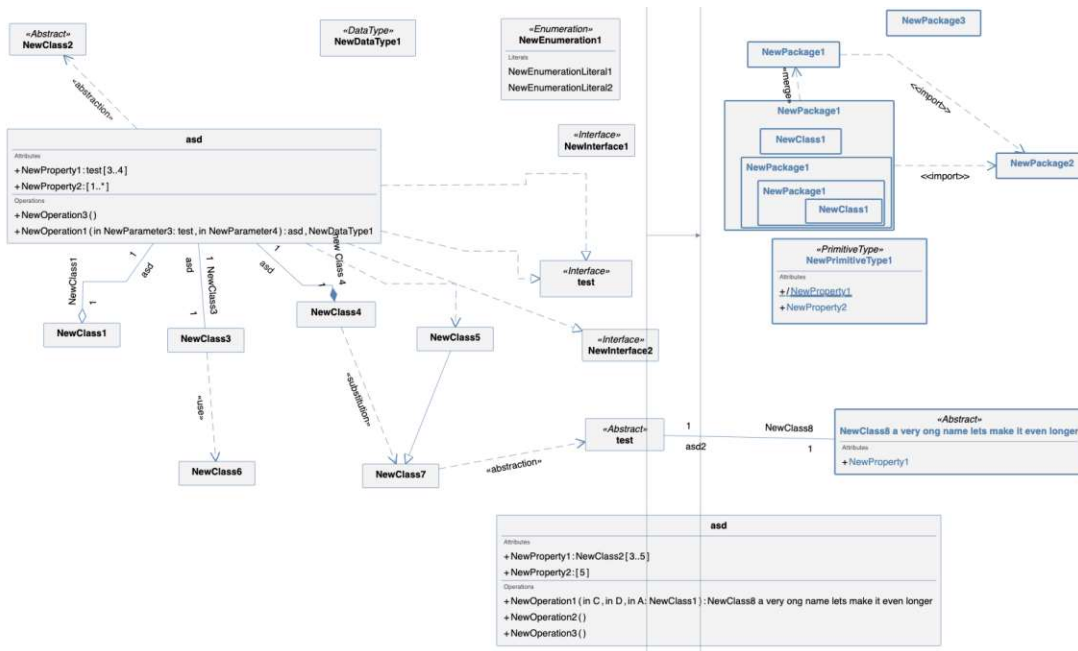 «Abstract»
NewClass2
«DataType»
NewDataType1
«Enumeration»
NewEnumeration1
Literals
NewEnumerationLiteral1
NewEnumerationLiteral2
NewPackage3
NewPackage1
«merge»
<<import>>
«abstraction»
NewPackage1
NewClass1
NewPackage1
NewPackage1
NewClass1
<<import>>
NewPackage2
«Interface»
NewInterface1
asd
Attributes
+NewProperty1:test[3..4]
+NewProperty2:[1..*]
Operations
+NewOperation3()
+NewOperation1(in NewParameter3: test,in NewParameter4):asd,NewDataType1
«PrimitiveType»
NewPrimitiveType1
Attributes
+/NewProperty1
+NewProperty2
NewClass1
1
asd
1
1
asd
NewClass3
1
1
asd
new Class 4
1
«Interface»
test
NewClass1
NewClass3
NewClass4
NewClass5
«Interface»
NewInterface2
«use»
«substitution»
«Abstract»
test
1
asd2
NewClass8
1
«Abstract»
NewClass8 a very ong name lets make it even longer
Attributes
+NewProperty1
NewClass6
NewClass7
«abstraction»
asd
Attributes
+NewProperty1:NewClass2[3..5]
+NewProperty2:[5]
Operations
+NewOperation1(in C,in D,in A: NewClass1):NewClass8 a very ong name lets make it even longer
+NewOperation2()
+NewOperation3()